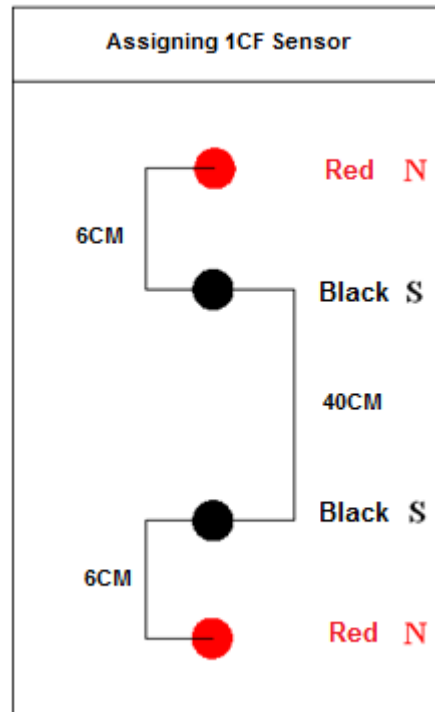 Assigning 1CF Sensor
Red N
6CM
Black S
40CM
Black S
6CM
Red N